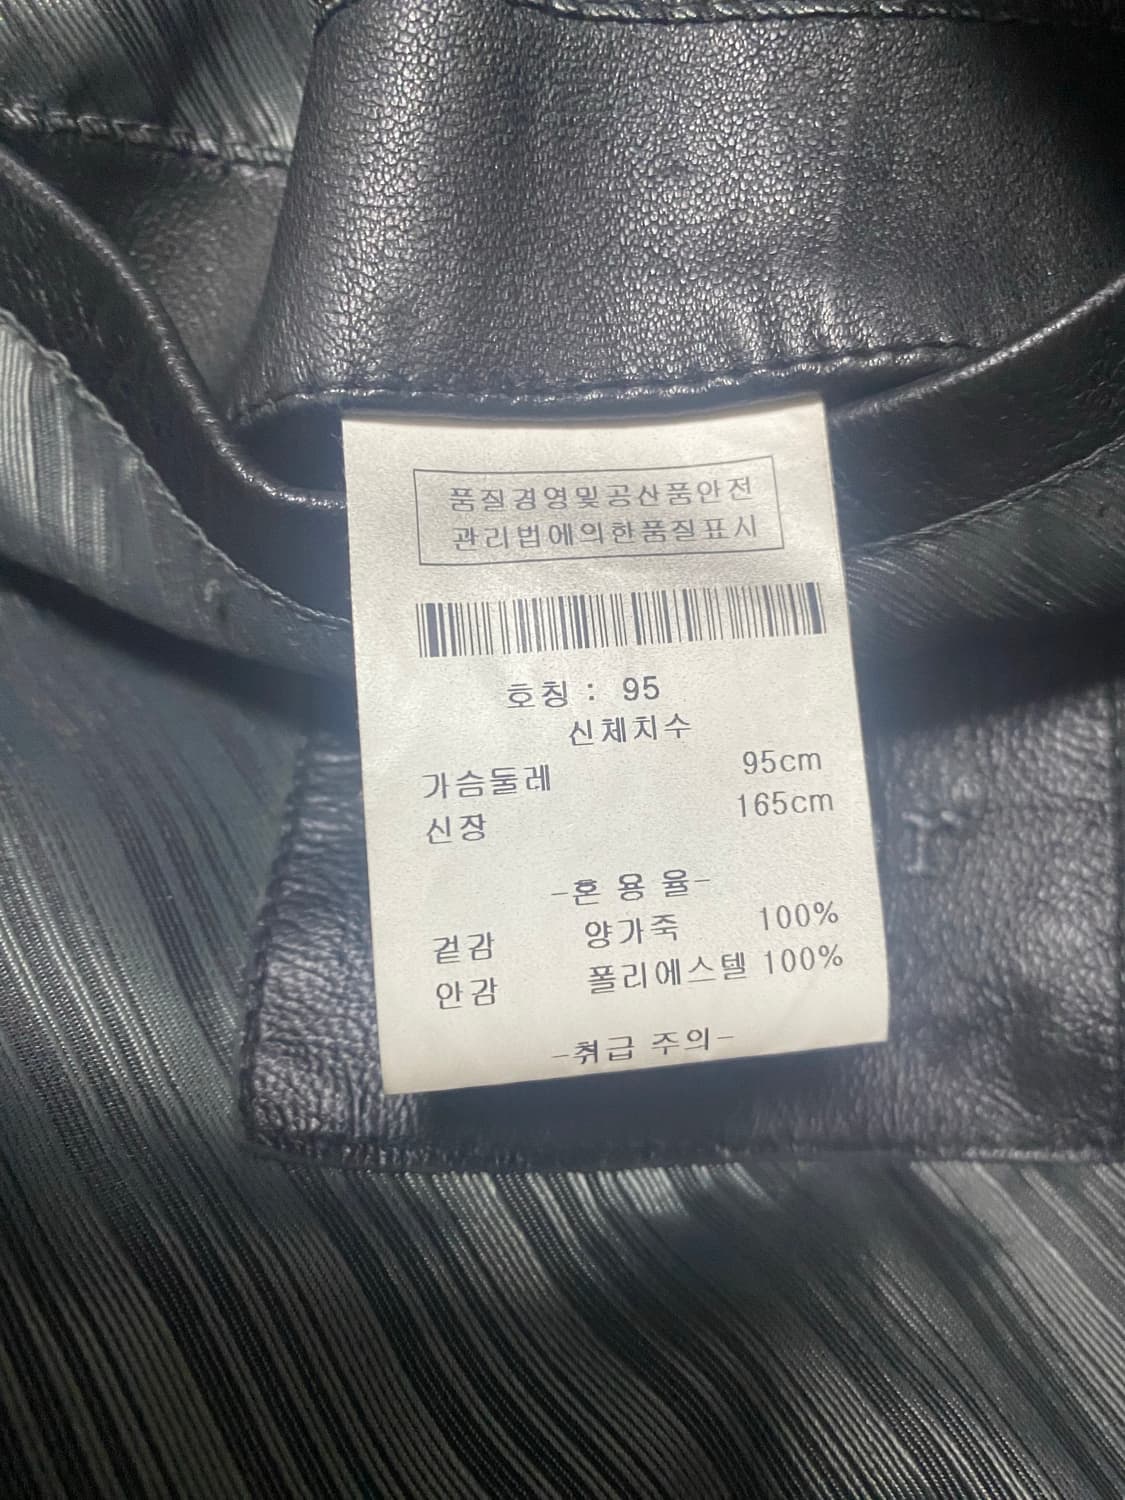 품질경영및공산품안전
관리법에의한품질표시
호칭 : 95
신체치수
가슴둘레 95cm
신장 165cm
-혼 용 율-
겉감 양가죽 100%
안감 폴리에스텔 100%
-취급 주의-